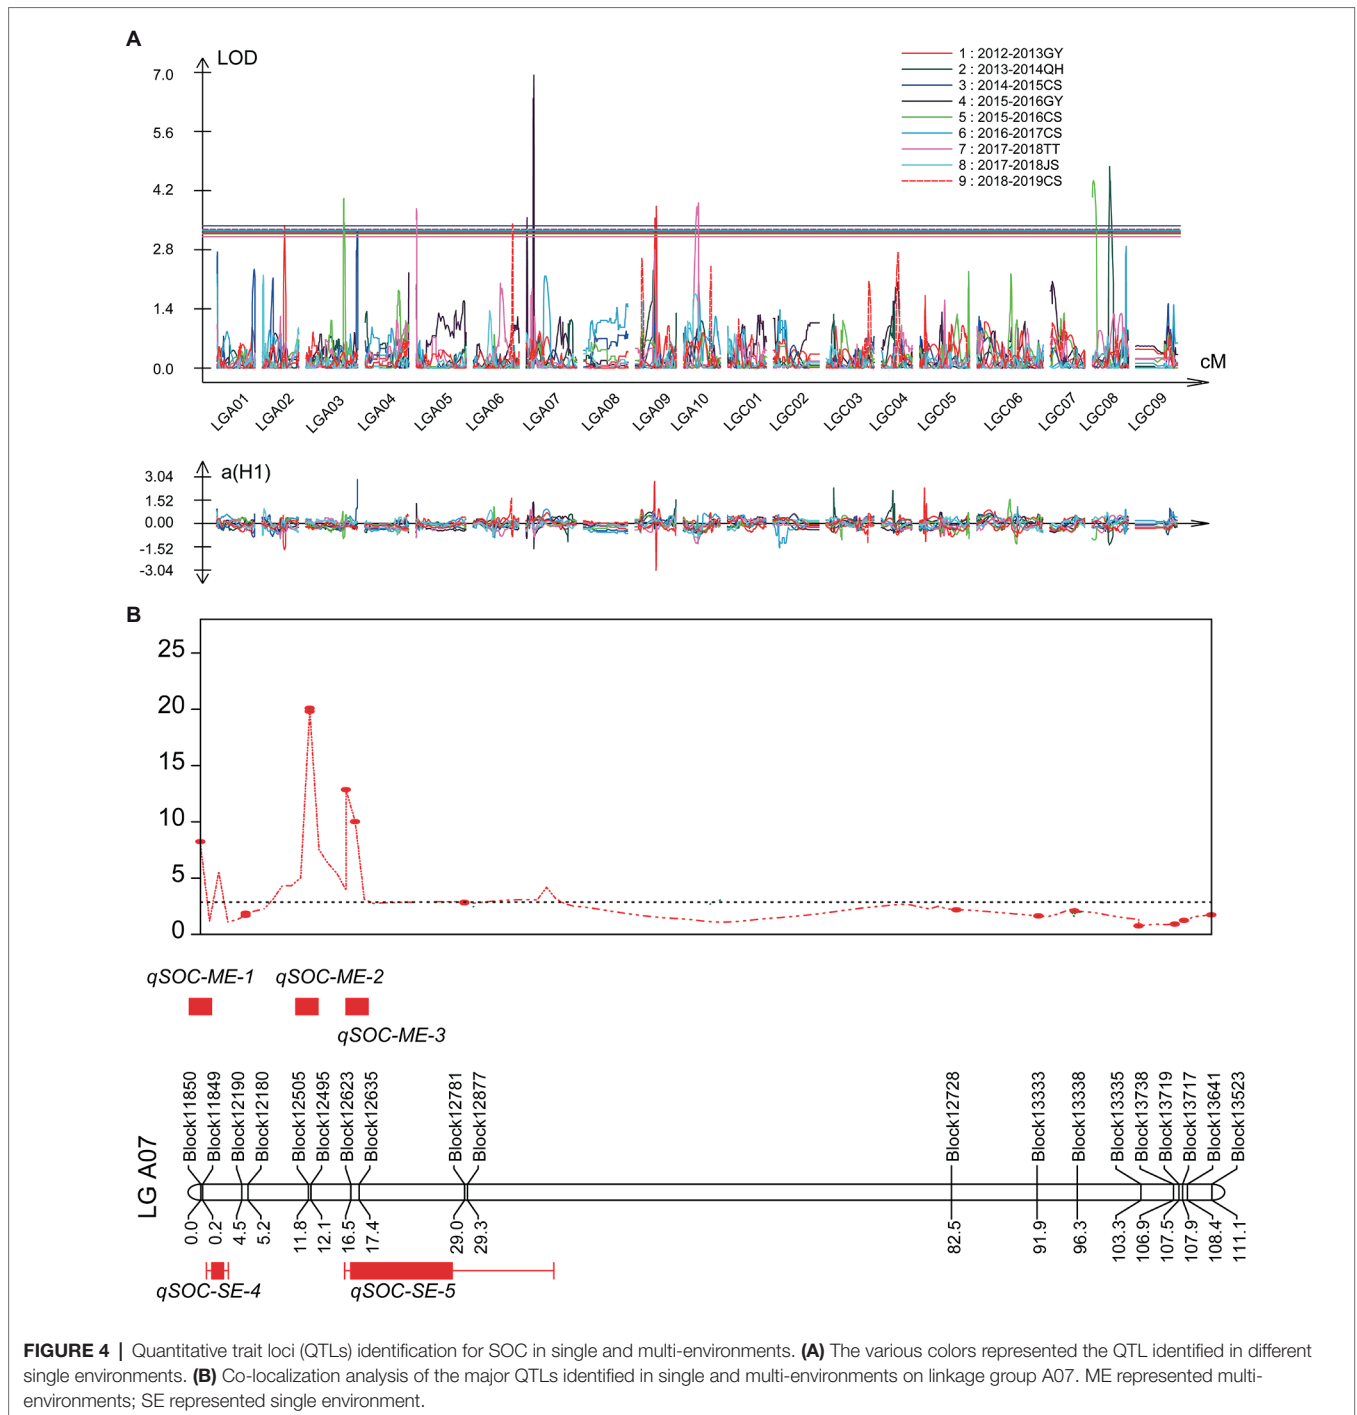 A
LOD
7.0
5.6
4.2
2.8
1.4
0.0
1 : 2012-2013GY
2 : 2013-2014QH
3 : 2014-2015CS
4 : 2015-2016GY
5 : 2015-2016CS
6 : 2016-2017CS
7 : 2017-2018TT
8 : 2017-2018JS
9 : 2018-2019CS
cM
LGA01 LGA02 LGA03 LGA04 LGA05 LGA06 LGA07 LGA08 LGA09 LGA10 LGC01 LGC02 LGC03 LGC04 LGC05 LGC06 LGC07 LGC08 LGC09
a(H1)
3.04
1.52
0.00
-1.52
-3.04
B
25
20
15
10
5
0
qSOC-ME-1 qSOC-ME-2
qSOC-ME-3
LG A07
Block11850 Block11849 Block12190 Block12180 Block12505 Block12495 Block12623 Block12635 Block12781 Block12877 Block12728 Block13333 Block13338 Block13335 Block13738 Block13719 Block13717 Block13641 Block13523
0.0 0.2 4.5 5.2 11.8 12.1 16.5 17.4 29.0 29.3 82.5 91.9 96.3 103.3 106.9 107.5 107.9 108.4 111.1
qSOC-SE-4 qSOC-SE-5
FIGURE 4 | Quantitative trait loci (QTLs) identification for SOC in single and multi-environments. (A) The various colors represented the QTL identified in different
single environments. (B) Co-localization analysis of the major QTLs identified in single and multi-environments on linkage group A07. ME represented multi-
environments; SE represented single environment.